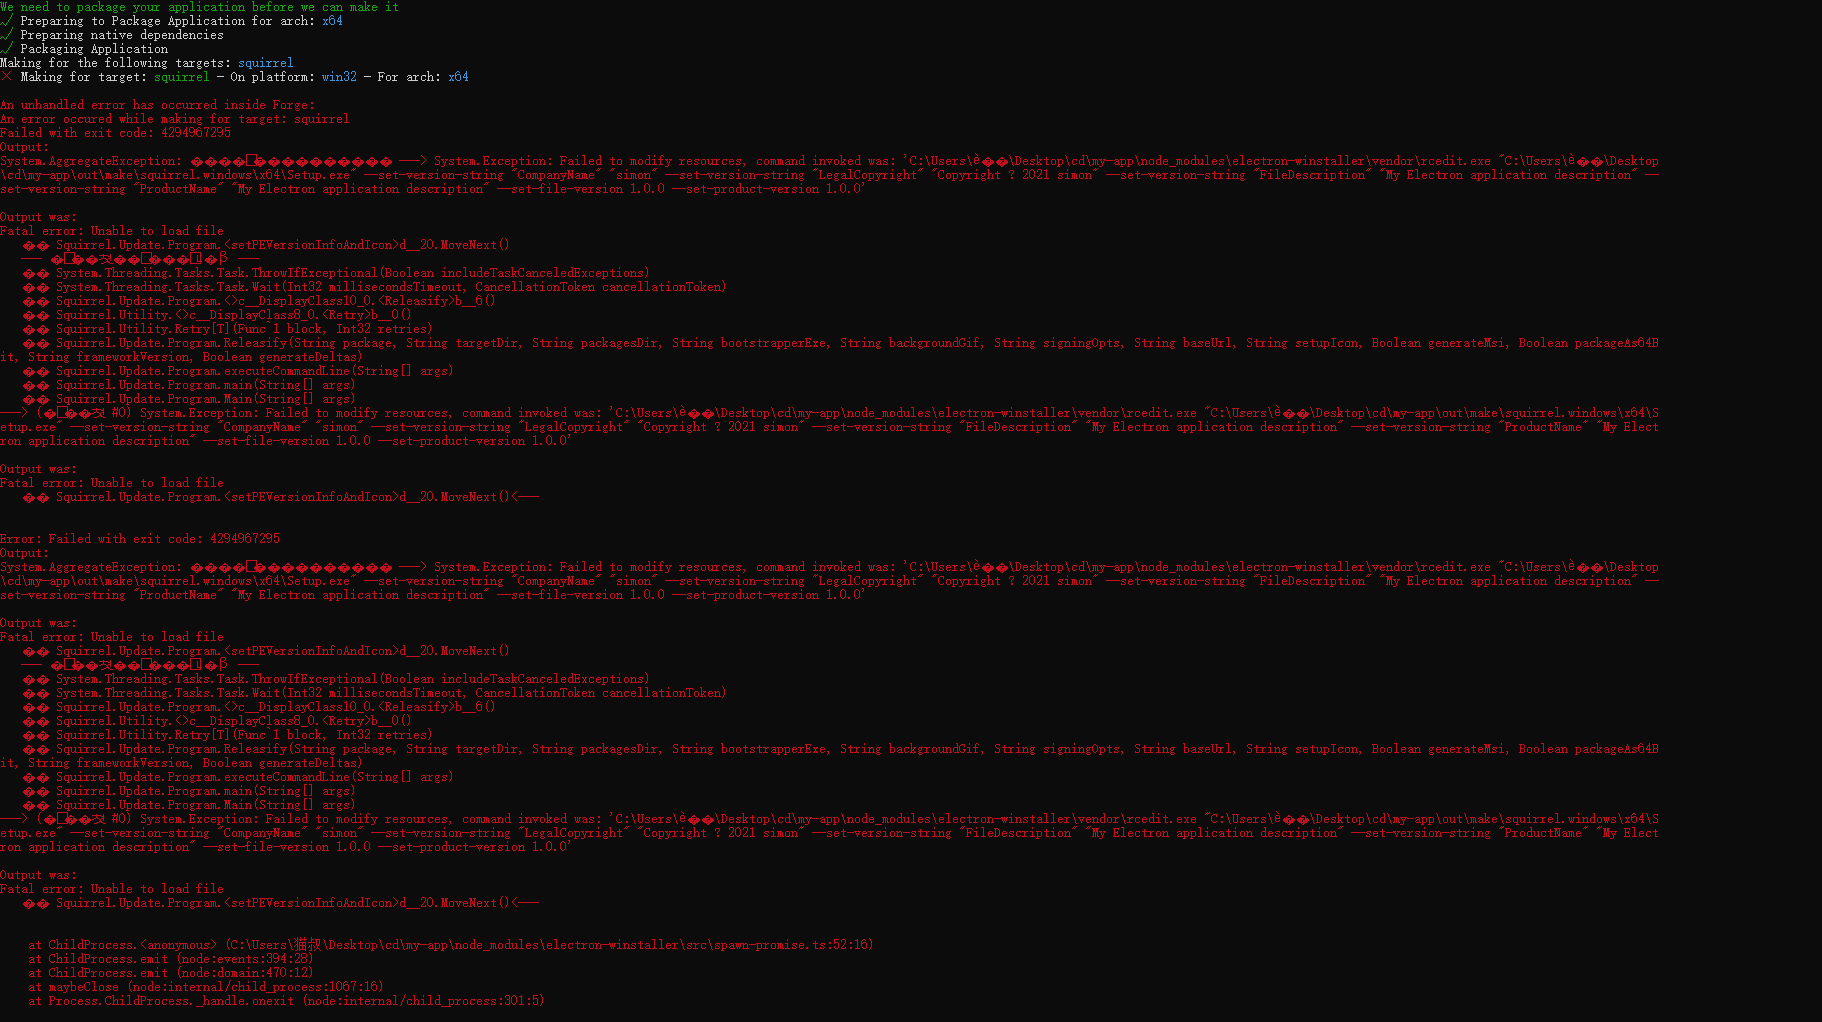 We need to package your application before we can make it
√ Preparing to Package Application for arch: x64
√ Preparing native dependencies
√ Packaging Application
Making for the following targets: squirrel
× Making for target: squirrel - On platform: win32 - For arch: x64
An unhandled error has occurred inside Forge:
An error occured while making for target: squirrel
Failed with exit code: 4294967295
Output:
System.AggregateException: ����□���������� ---> System.Exception: Failed to modify resources, command invoked was: 'C:\Users\è��\Desktop\cd\my-app\node_modules\electron-winstaller\vendor\rcedit.exe "C:\Users\è��\Desktop
\cd\my-app\out\make\squirrel.windows\x64\Setup.exe" --set-version-string "CompanyName" "simon" --set-version-string "LegalCopyright" "Copyright ? 2021 simon" --set-version-string "FileDescription" "My Electron application description" --
set-version-string "ProductName" "My Electron application description" --set-file-version 1.0.0 --set-product-version 1.0.0'
Output was:
Fatal error: Unable to load file
�� Squirrel.Update.Program.<setPEVersionInfoAndIcon>d__20.MoveNext()
--- �□��쳣��□���□�β ---
�� System.Threading.Tasks.Task.ThrowIfExceptional(Boolean includeTaskCanceledExceptions)
�� System.Threading.Tasks.Task.Wait(Int32 millisecondsTimeout, CancellationToken cancellationToken)
�� Squirrel.Update.Program.<>c__DisplayClass10_0.<Releasify>b__6()
�� Squirrel.Utility.<>c__DisplayClass8_0.<Retry>b__0()
�� Squirrel.Utility.Retry[T](Func`1 block, Int32 retries)
�� Squirrel.Update.Program.Releasify(String package, String targetDir, String packagesDir, String bootstrapperExe, String backgroundGif, String signingOpts, String baseUrl, String setupIcon, Boolean generateMsi, Boolean packageAs64B
it, String frameworkVersion, Boolean generateDeltas)
�� Squirrel.Update.Program.executeCommandLine(String[] args)
�� Squirrel.Update.Program.main(String[] args)
�� Squirrel.Update.Program.Main(String[] args)
---> (�□��쳣 #0) System.Exception: Failed to modify resources, command invoked was: 'C:\Users\è��\Desktop\cd\my-app\node_modules\electron-winstaller\vendor\rcedit.exe "C:\Users\è��\Desktop\cd\my-app\out\make\squirrel.windows\x64\S
etup.exe" --set-version-string "CompanyName" "simon" --set-version-string "LegalCopyright" "Copyright ? 2021 simon" --set-version-string "FileDescription" "My Electron application description" --set-version-string "ProductName" "My Elect
ron application description" --set-file-version 1.0.0 --set-product-version 1.0.0'
Output was:
Fatal error: Unable to load file
�� Squirrel.Update.Program.<setPEVersionInfoAndIcon>d__20.MoveNext()<---
Error: Failed with exit code: 4294967295
Output:
System.AggregateException: ����□���������� ---> System.Exception: Failed to modify resources, command invoked was: 'C:\Users\è��\Desktop\cd\my-app\node_modules\electron-winstaller\vendor\rcedit.exe "C:\Users\è��\Desktop
\cd\my-app\out\make\squirrel.windows\x64\Setup.exe" --set-version-string "CompanyName" "simon" --set-version-string "LegalCopyright" "Copyright ? 2021 simon" --set-version-string "FileDescription" "My Electron application description" --
set-version-string "ProductName" "My Electron application description" --set-file-version 1.0.0 --set-product-version 1.0.0'
Output was:
Fatal error: Unable to load file
�� Squirrel.Update.Program.<setPEVersionInfoAndIcon>d__20.MoveNext()
--- �□��쳣��□���□�β ---
�� System.Threading.Tasks.Task.ThrowIfExceptional(Boolean includeTaskCanceledExceptions)
�� System.Threading.Tasks.Task.Wait(Int32 millisecondsTimeout, CancellationToken cancellationToken)
�� Squirrel.Update.Program.<>c__DisplayClass10_0.<Releasify>b__6()
�� Squirrel.Utility.<>c__DisplayClass8_0.<Retry>b__0()
�� Squirrel.Utility.Retry[T](Func`1 block, Int32 retries)
�� Squirrel.Update.Program.Releasify(String package, String targetDir, String packagesDir, String bootstrapperExe, String backgroundGif, String signingOpts, String baseUrl, String setupIcon, Boolean generateMsi, Boolean packageAs64B
it, String frameworkVersion, Boolean generateDeltas)
�� Squirrel.Update.Program.executeCommandLine(String[] args)
�� Squirrel.Update.Program.main(String[] args)
�� Squirrel.Update.Program.Main(String[] args)
---> (�□��쳣 #0) System.Exception: Failed to modify resources, command invoked was: 'C:\Users\è��\Desktop\cd\my-app\node_modules\electron-winstaller\vendor\rcedit.exe "C:\Users\è��\Desktop\cd\my-app\out\make\squirrel.windows\x64\S
etup.exe" --set-version-string "CompanyName" "simon" --set-version-string "LegalCopyright" "Copyright ? 2021 simon" --set-version-string "FileDescription" "My Electron application description" --set-version-string "ProductName" "My Elect
ron application description" --set-file-version 1.0.0 --set-product-version 1.0.0'
Output was:
Fatal error: Unable to load file
�� Squirrel.Update.Program.<setPEVersionInfoAndIcon>d__20.MoveNext()<---
at ChildProcess.<anonymous> (C:\Users\猫叔\Desktop\cd\my-app\node_modules\electron-winstaller\src\spawn-promise.ts:52:16)
at ChildProcess.emit (node:events:394:28)
at ChildProcess.emit (node:domain:470:12)
at maybeClose (node:internal/child_process:1067:16)
at Process.ChildProcess._handle.onexit (node:internal/child_process:301:5)